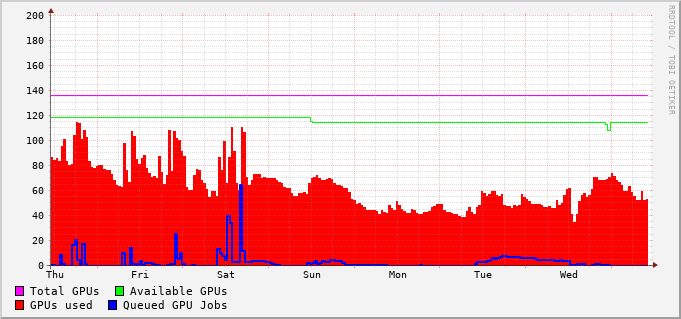 200
180
160
140
120
100
80
60
40
20
0
Thu Fri Sat Sun Mon Tue Wed
Total GPUs Available GPUs
GPUs used Queued GPU Jobs
RRDTOOL / TOBI OETIKER